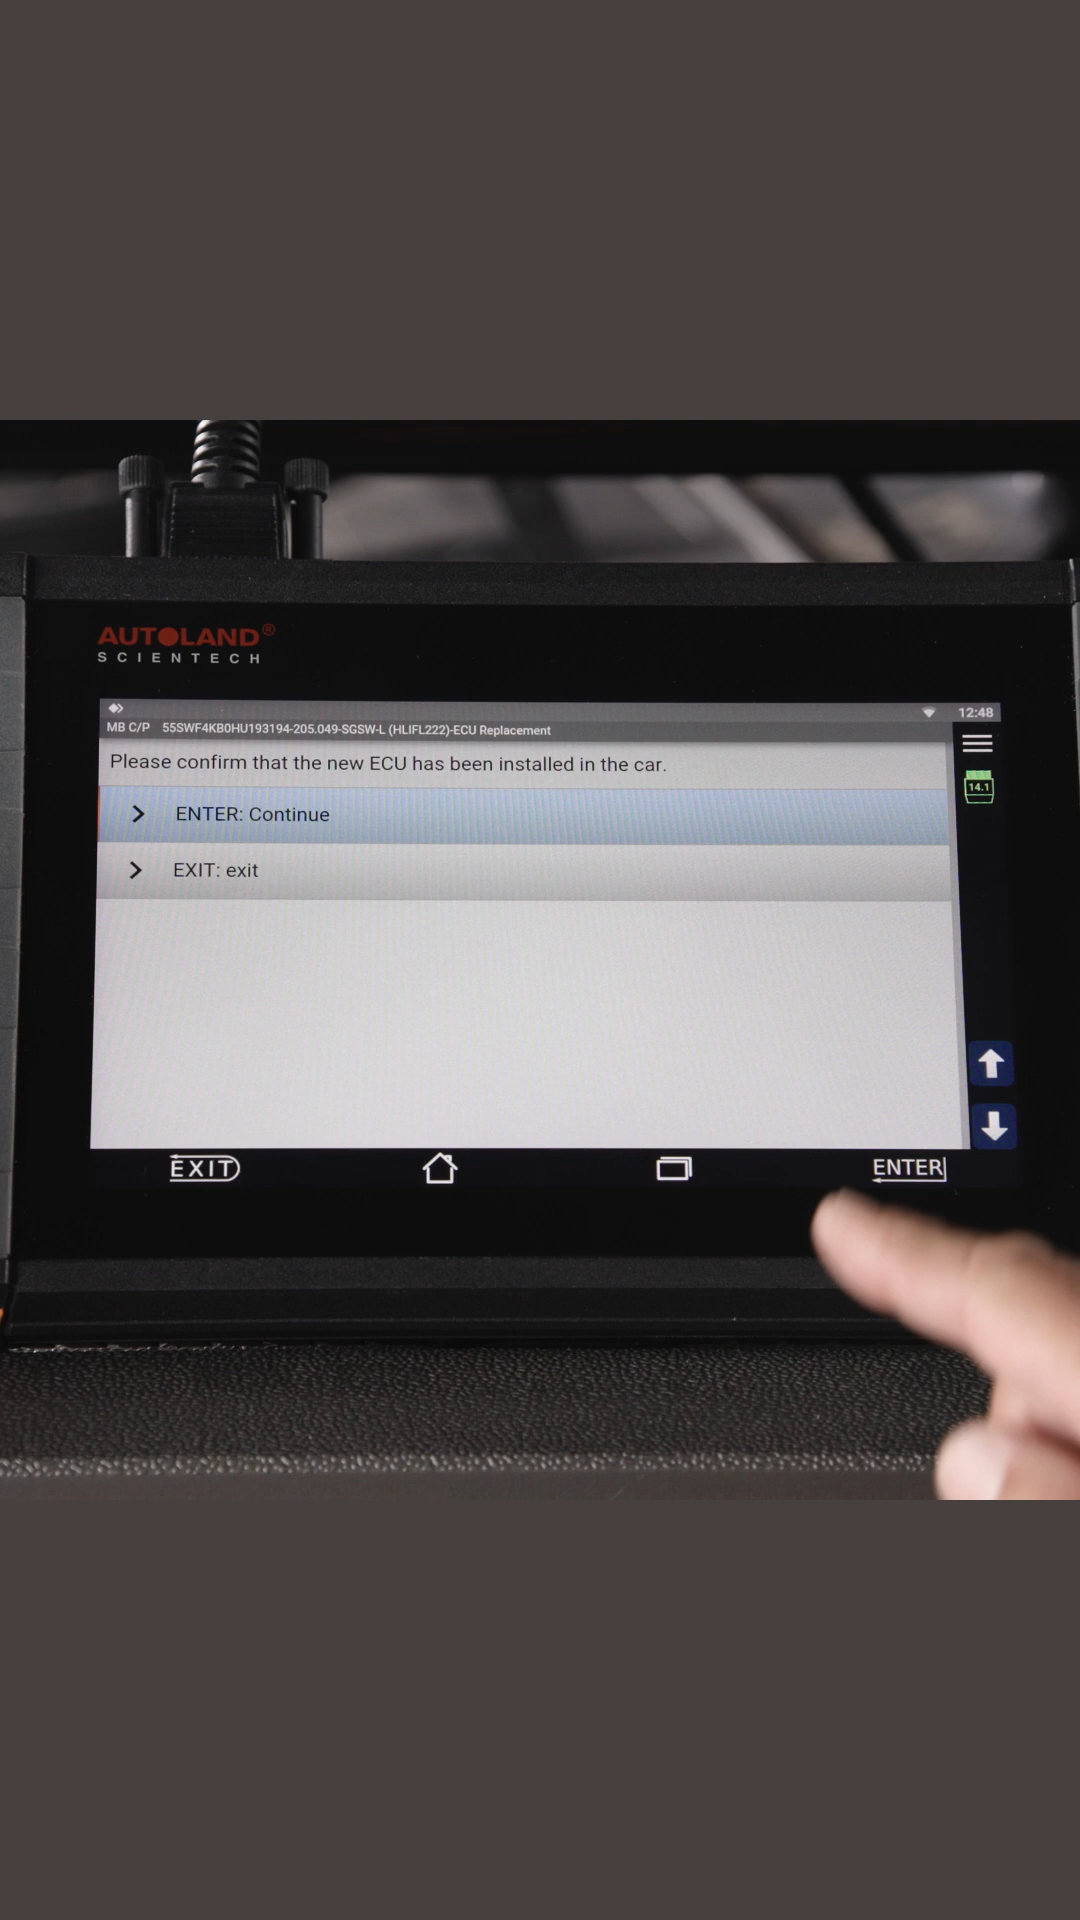 AUTOLAND®
SCIENTECH
12:48
MB C/P 55SWF4KB0HU193194-205.049-SGSW-L (HLIFL222)-ECU Replacement
Please confirm that the new ECU has been installed in the car.
14.1
ENTER: Continue
EXIT: exit
EXIT
ENTER